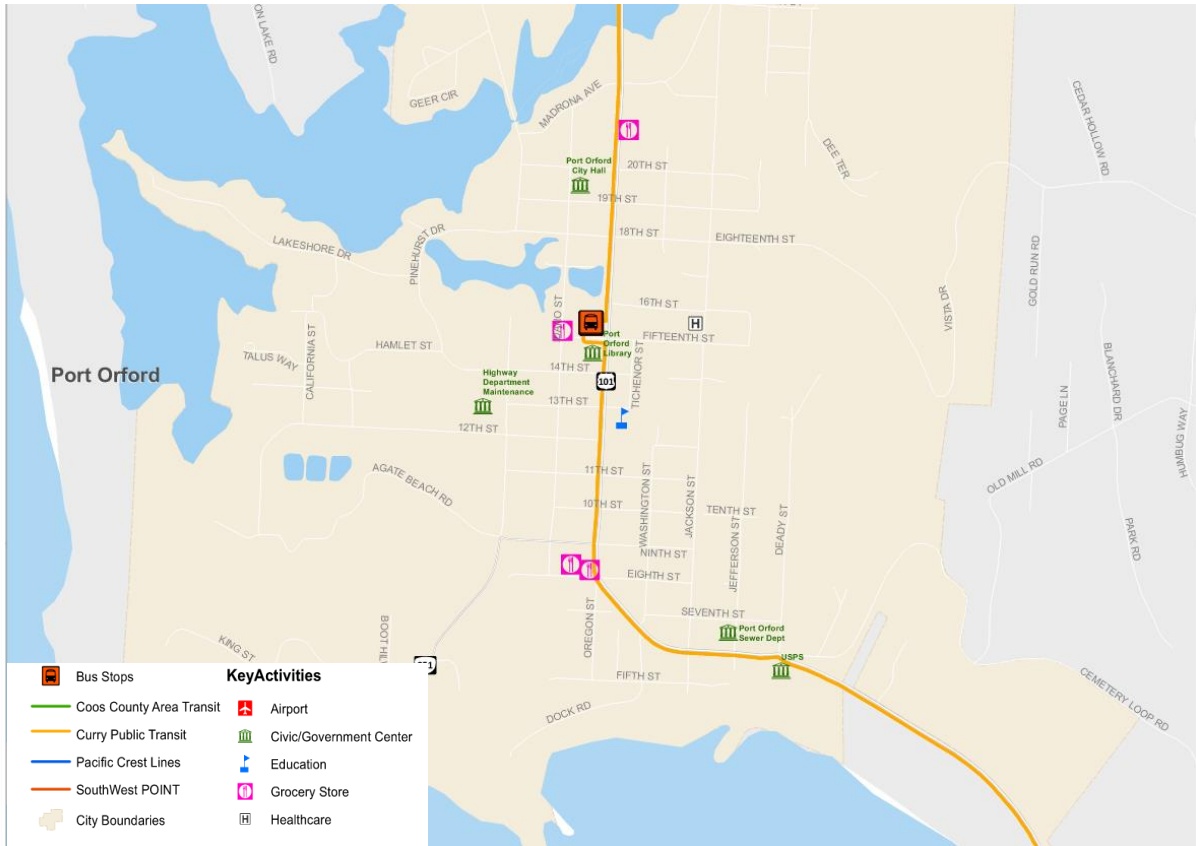 GEER CIR
MADRONA AVE
CEDAR HOLLOW RD
DEE TER
20TH ST
Port Orford
City Hall
19TH ST
18TH ST
EIGHTEENTH ST
LAKESHORE DR
PINEHURST DR
GOLD RUN RD
VISTA DR
16TH ST
H
FIFTEENTH ST
Port
Orford
Library
HAMLET ST
TALUS WAY
CALIFORNIA ST
14TH ST
TICHENOR ST
BLANCHARD DR
Port Orford
Highway
Department
Maintenance
101
13TH ST
PAGE LN
HUMBUG WAY
12TH ST
AGATE BEACH RD
11TH ST
OLD MILL RD
10TH ST
WASHINGTON ST
JACKSON ST
TENTH ST
JEFFERSON ST
DEADY ST
PARK RD
NINTH ST
EIGHTH ST
SEVENTH ST
OREGON ST
Port Orford
Sewer Dept
USPS
KING ST
FIFTH ST
DOCK RD
CEMETERY LOOP RD
Bus Stops
Coos County Area Transit
Curry Public Transit
Pacific Crest Lines
SouthWest POINT
City Boundaries
KeyActivities
Airport
Civic/Government Center
Education
Grocery Store
H
Healthcare